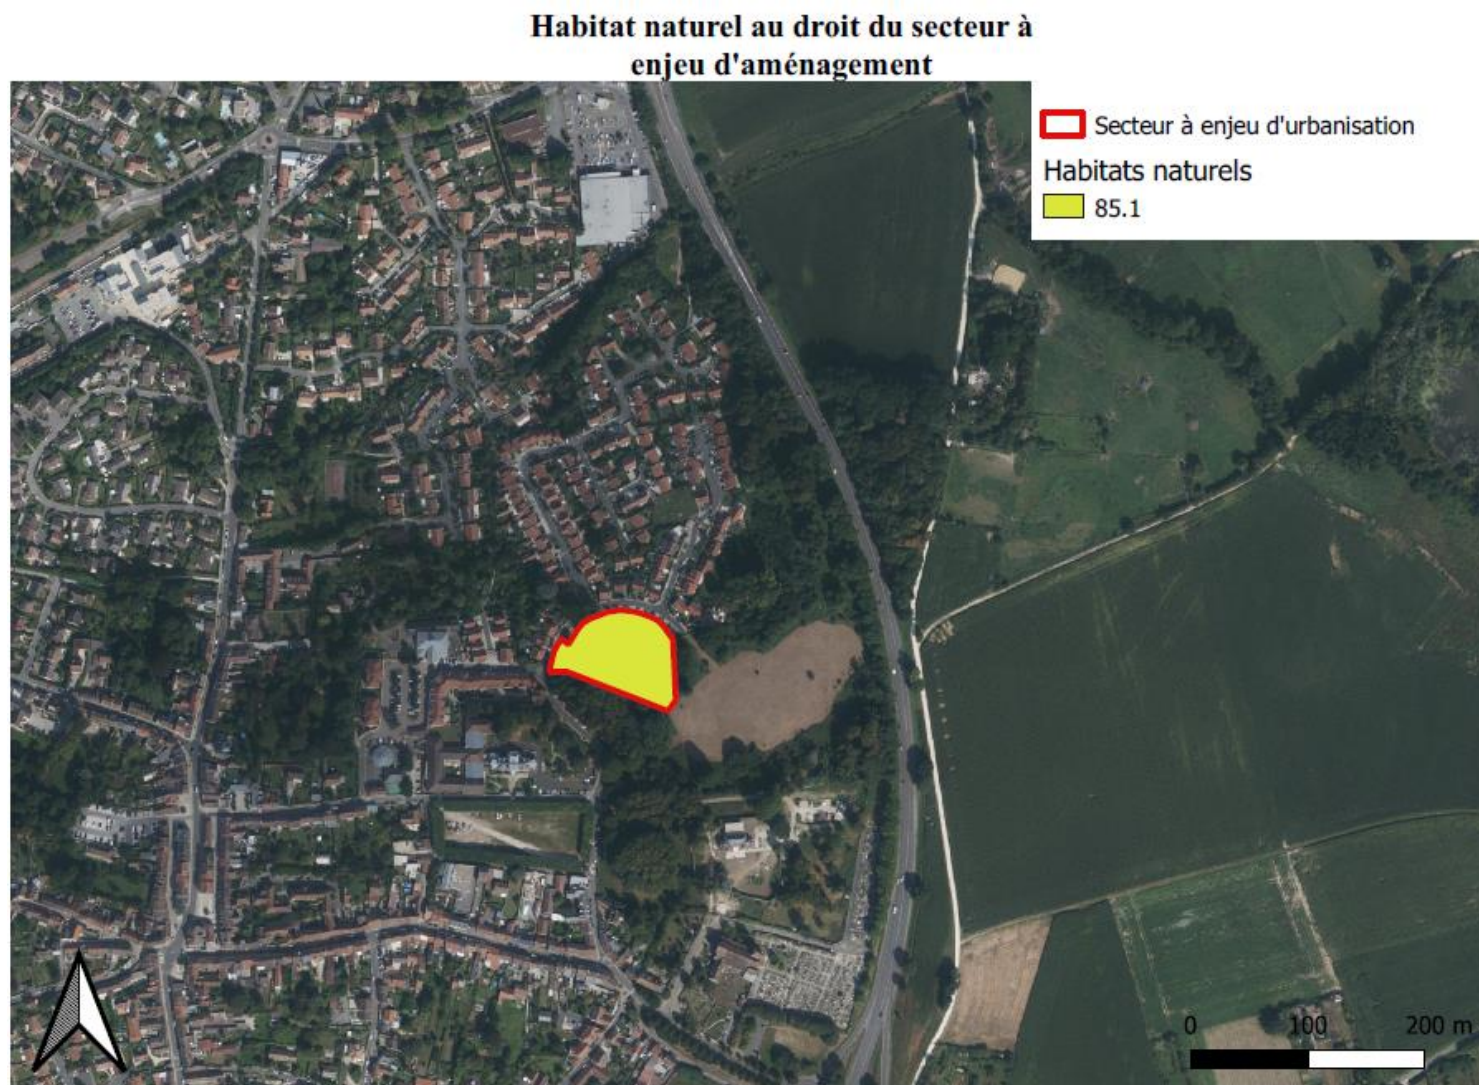 Habitat naturel au droit du secteur à
enjeu d'aménagement
Secteur à enjeu d'urbanisation
Habitats naturels
85.1
0 100 200 m